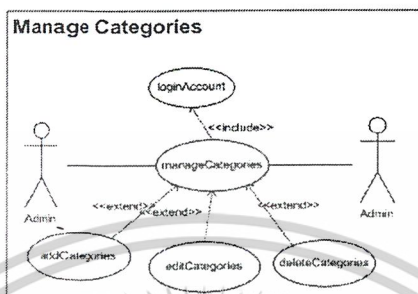 Manage Categories
loginAccount
<<include>>
manageCategories
<<extend>>
<<extend>>
<<extend>>
Admin
Admin
addCategories
editCategories
deleteCategories